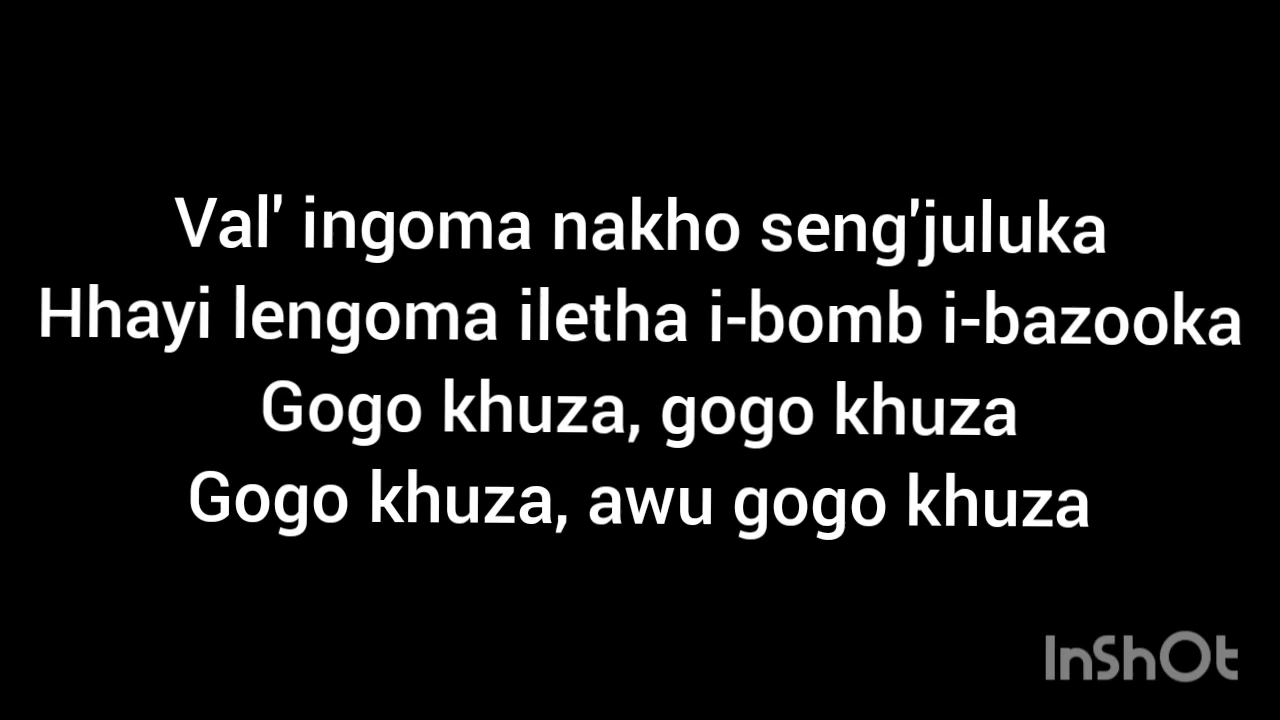 Val' ingoma nakho seng'juluka
Hhayi lengoma iletha i-bomb i-bazooka
Gogo khuza, gogo khuza
Gogo khuza, awu gogo khuza
InShOt